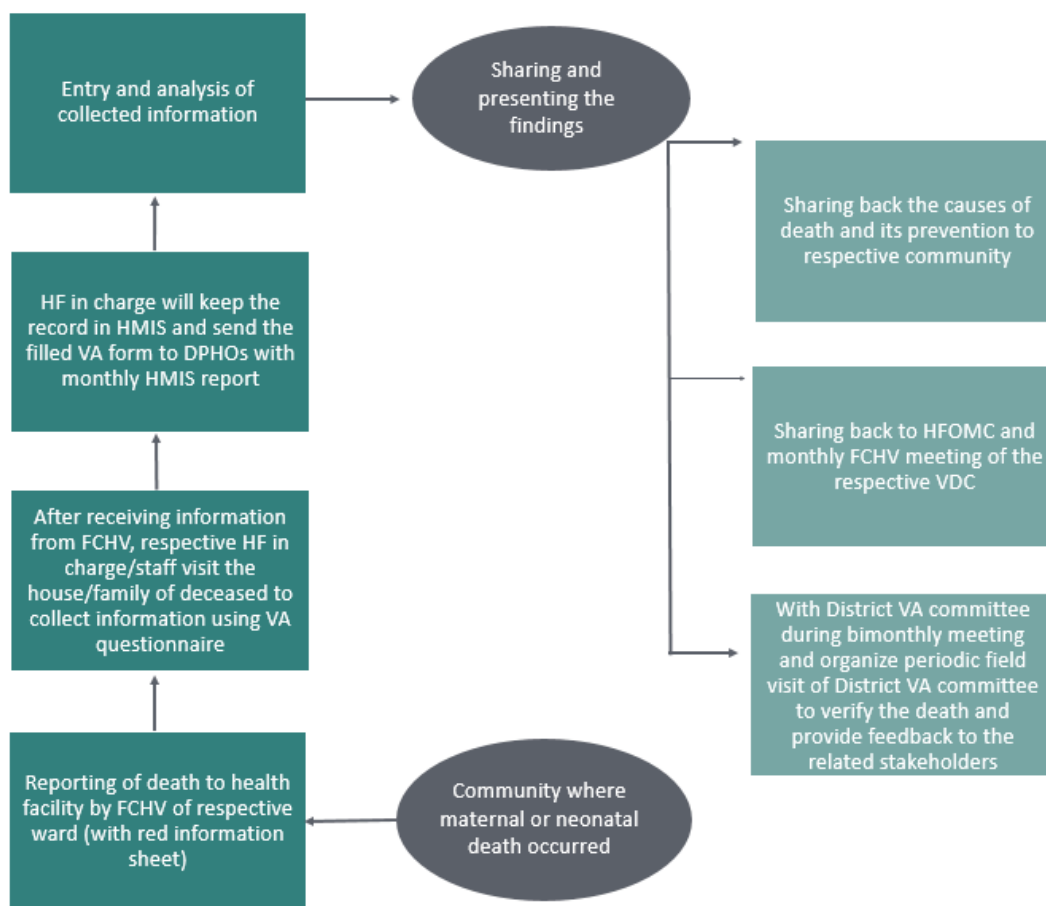 Entry and analysis of
collected information
Sharing and
presenting the
findings
Sharing back the causes of
death and its prevention to
respective community
HF in charge will keep the
record in HMIS and send the
filled VA form to DPHOs with
monthly HMIS report
Sharing back to HFOMC and
monthly FCHV meeting of the
respective VDC
After receiving information
from FCHV, respective HF in
charge/staff visit the
house/family of deceased to
collect information using VA
questionnaire
With District VA committee
during bimonthly meeting
and organize periodic field
visit of District VA committee
to verify the death and
provide feedback to the
related stakeholders
Reporting of death to health
facility by FCHV of respective
ward (with red information
sheet)
Community where
maternal or neonatal
death occurred